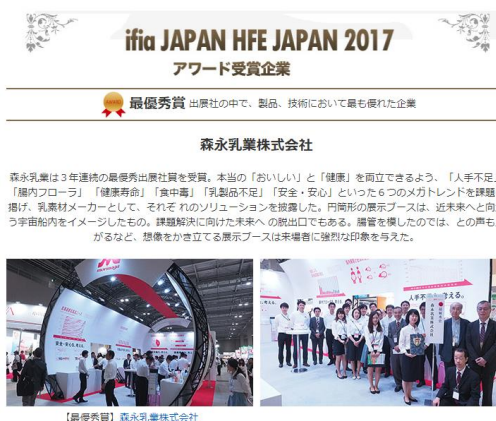 ifia JAPAN HFE JAPAN 2017
アワード受賞企業
最優秀賞 出展社の中で、製品、技術において最も優れた企業
森永乳業株式会社
森永乳業は3年連続の最優秀出展社賞を受賞。本当の「おいしい」と「健康」を両立できるよう、「人手不足」
「腸内フローラ」「健康寿命」「食中毒」「乳製品不足」「安全・安心」といった6つのメガトレンドを課題
掲げ、乳素材メーカーとして、それぞ れのソリューションを披露した。円筒形の展示ブースは、近未来へと向
う宇宙船内をイメージしたもの。課題解決に向けた未来へ の脱出口でもある。腸管を模したのでは、との声も
がるなど、想像をかき立てる展示ブースは来場者に強烈な印象を与えた。
人手不
える。
【最優秀賞】森永乳業株式会社